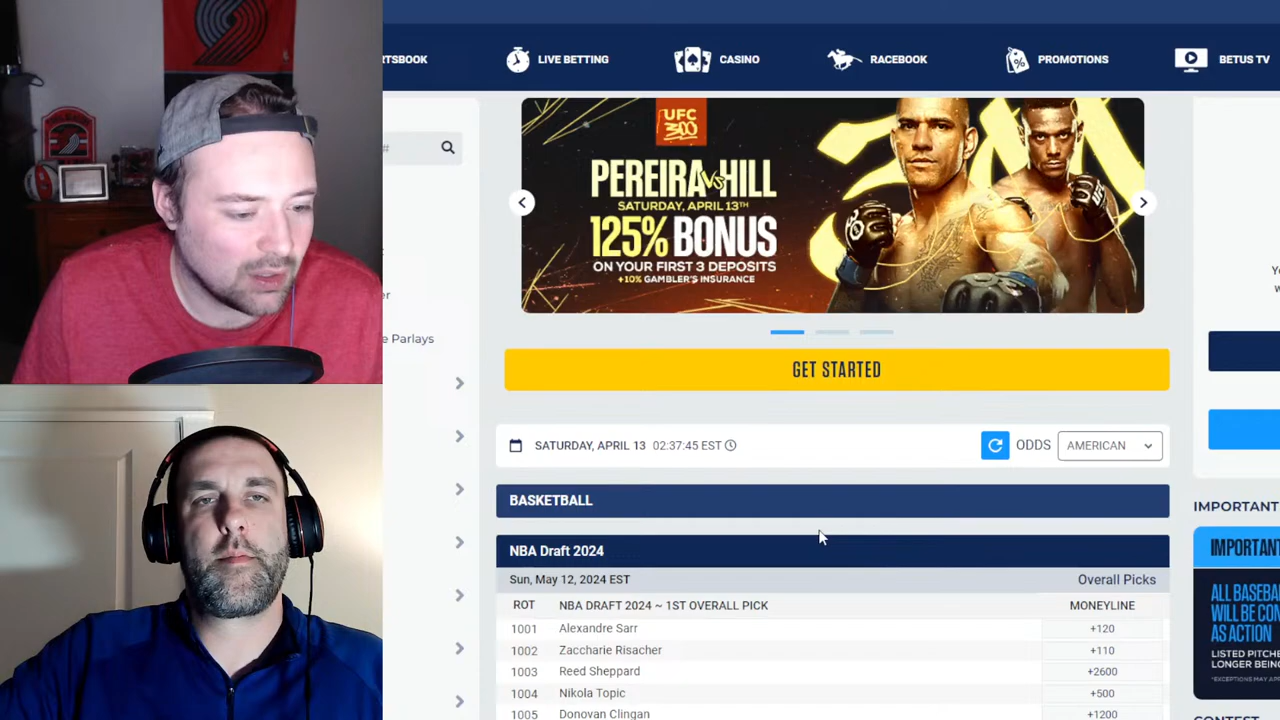 RTSBOOK
LIVE BETTING
CASINO
RACEBOOK
PROMOTIONS
BETUS TV
UFC
300
PEREIRA VS HILL
SATURDAY, APRIL 13TH
125% BONUS
ON YOUR FIRST 3 DEPOSITS
+10% GAMBLER'S INSURANCE
e Parlays
GET STARTED
SATURDAY, APRIL 13 02:37:45 EST
ODDS
AMERICAN
BASKETBALL
NBA Draft 2024
Sun, May 12, 2024 EST
Overall Picks
ROT NBA DRAFT 2024 ~ 1ST OVERALL PICK MONEYLINE
1001 Alexandre Sarr +120
1002 Zaccharie Risacher +110
1003 Reed Sheppard +2600
1004 Nikola Topic +500
1005 Donovan Clingan +1200
IMPORTANT
IMPORTANT
ALL BASEBA
WILL BE CON
AS ACTION
LISTED PITCHE
LONGER BEING